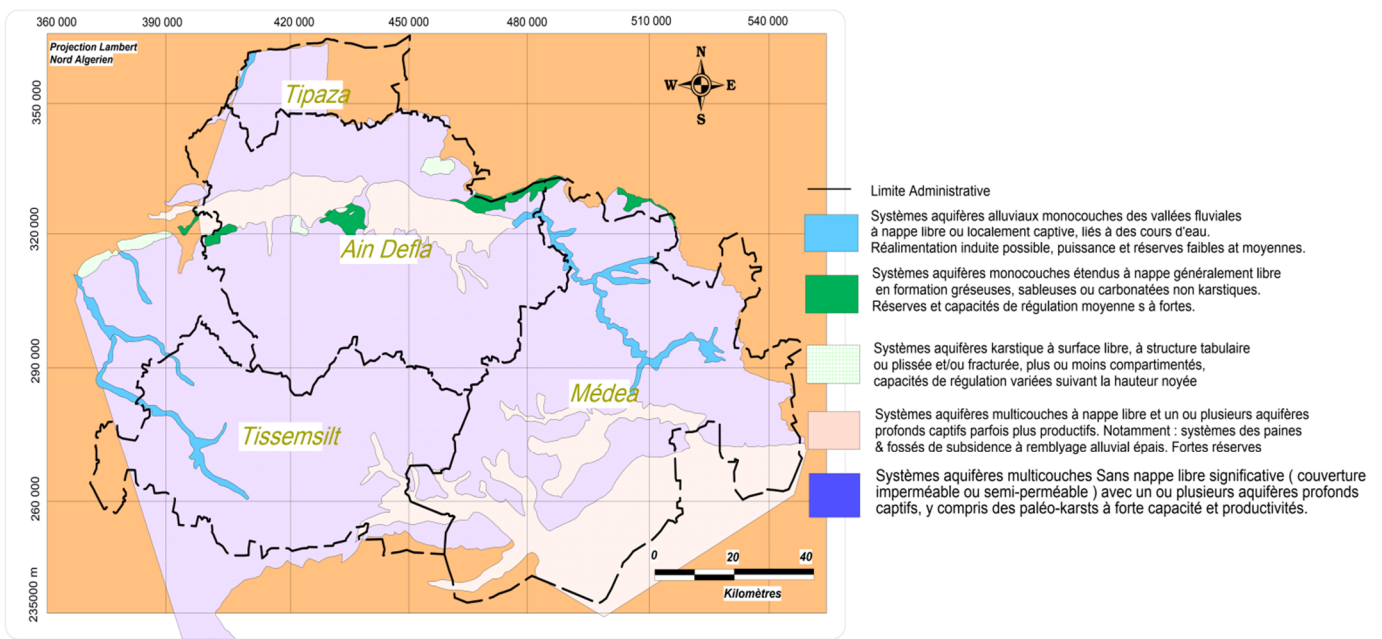 360 000 390 000 420 000 450 000 480 000 510 000 540 000
Projection Lambert
Nord Algerien
N
W E
S
3150 000
320 000
290 000
260 000
2235000 m
Tipaza
Ain Defla
Médea
Tissemsilt
0 20 40
Kilomètres
Limite Administrative
Systèmes aquifères alluviaux monocouches des vallées fluviales
à nappe libre ou localement captive, liés à des cours d'eau.
Réalimentation induite possible, puissance et réserves faibles at moyennes.
Systèmes aquifères monocouches étendus à nappe généralement libre
en formation gréseuses, sableuses ou carbonatées non karstiques.
Réserves et capacités de régulation moyenne s à fortes.
Systèmes aquifères karstique à surface libre, à structure tabulaire
ou plissée et/ou fracturée, plus ou moins compartimentés,
capacités de régulation variées suivant la hauteur noyée
Systèmes aquifères multicouches à nappe libre et un ou plusieurs aquifères
profonds captifs parfois plus productifs. Notamment : systèmes des paines
& fossés de subsidence à remblyage alluvial épais. Fortes réserves
Systèmes aquifères multicouches Sans nappe libre significative ( couverture
imperméable ou semi-perméable ) avec un ou plusieurs aquifères profonds
captifs, y compris des paléo-karsts à forte capacité et productivités.